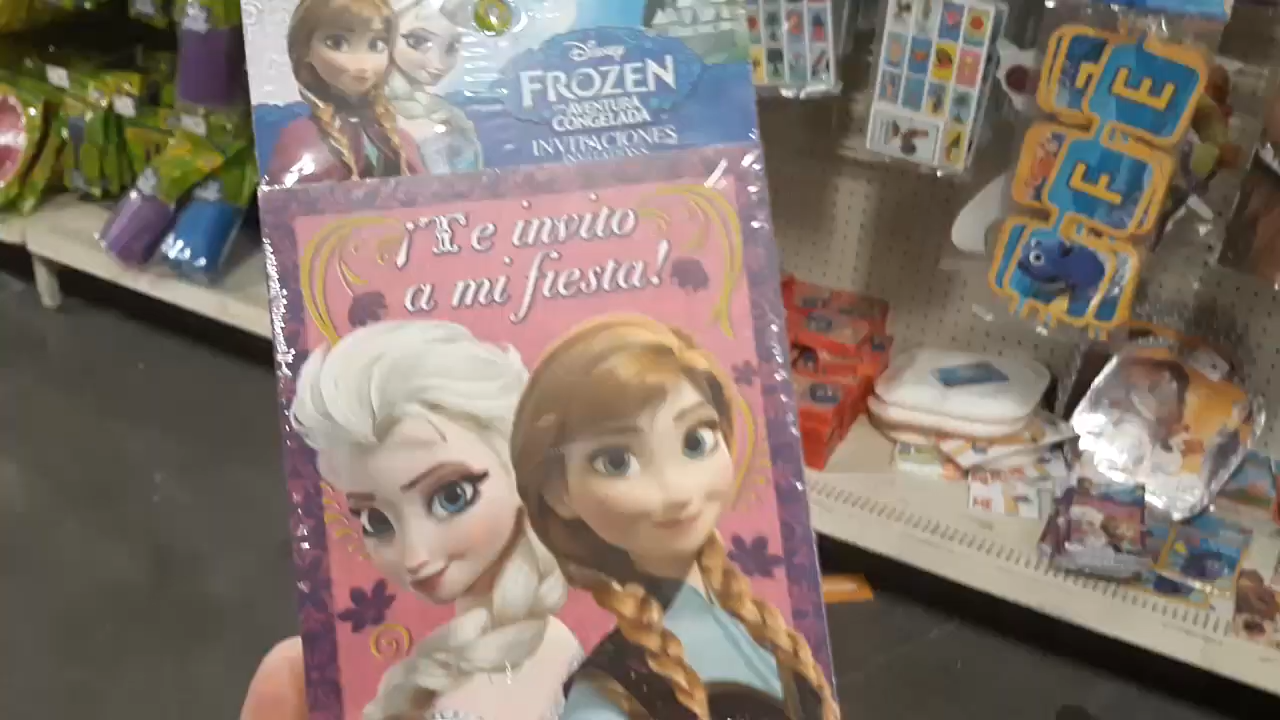 Disney
FROZEN
UNA AVENTURA
CONGELADA
INVITACIONES
¡Te invito
a mi fiesta!
E
F
E